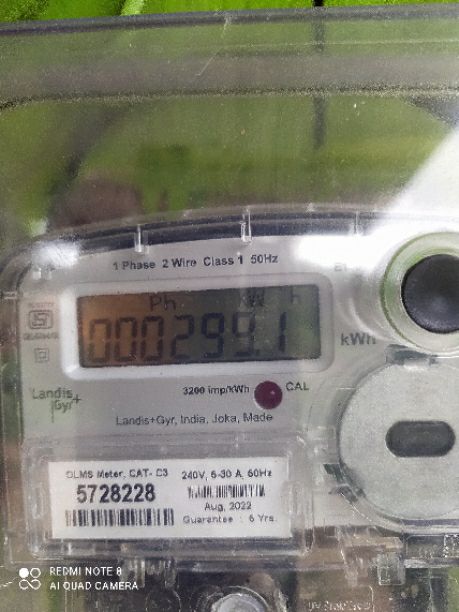 1 Phase 2 Wire Class 1 50Hz
Ph kW h
000299.1
kWh
3200 imp/kWh
CAL
Landis+
Gyr
Landis+Gyr, India, Joka, Made
DLMS Meter, CAT- C3
240V, 5-30 A, 50Hz
5728228
Aug, 2022
Guarantee : 5 Yrs.
REDMI NOTE 8
AI QUAD CAMERA